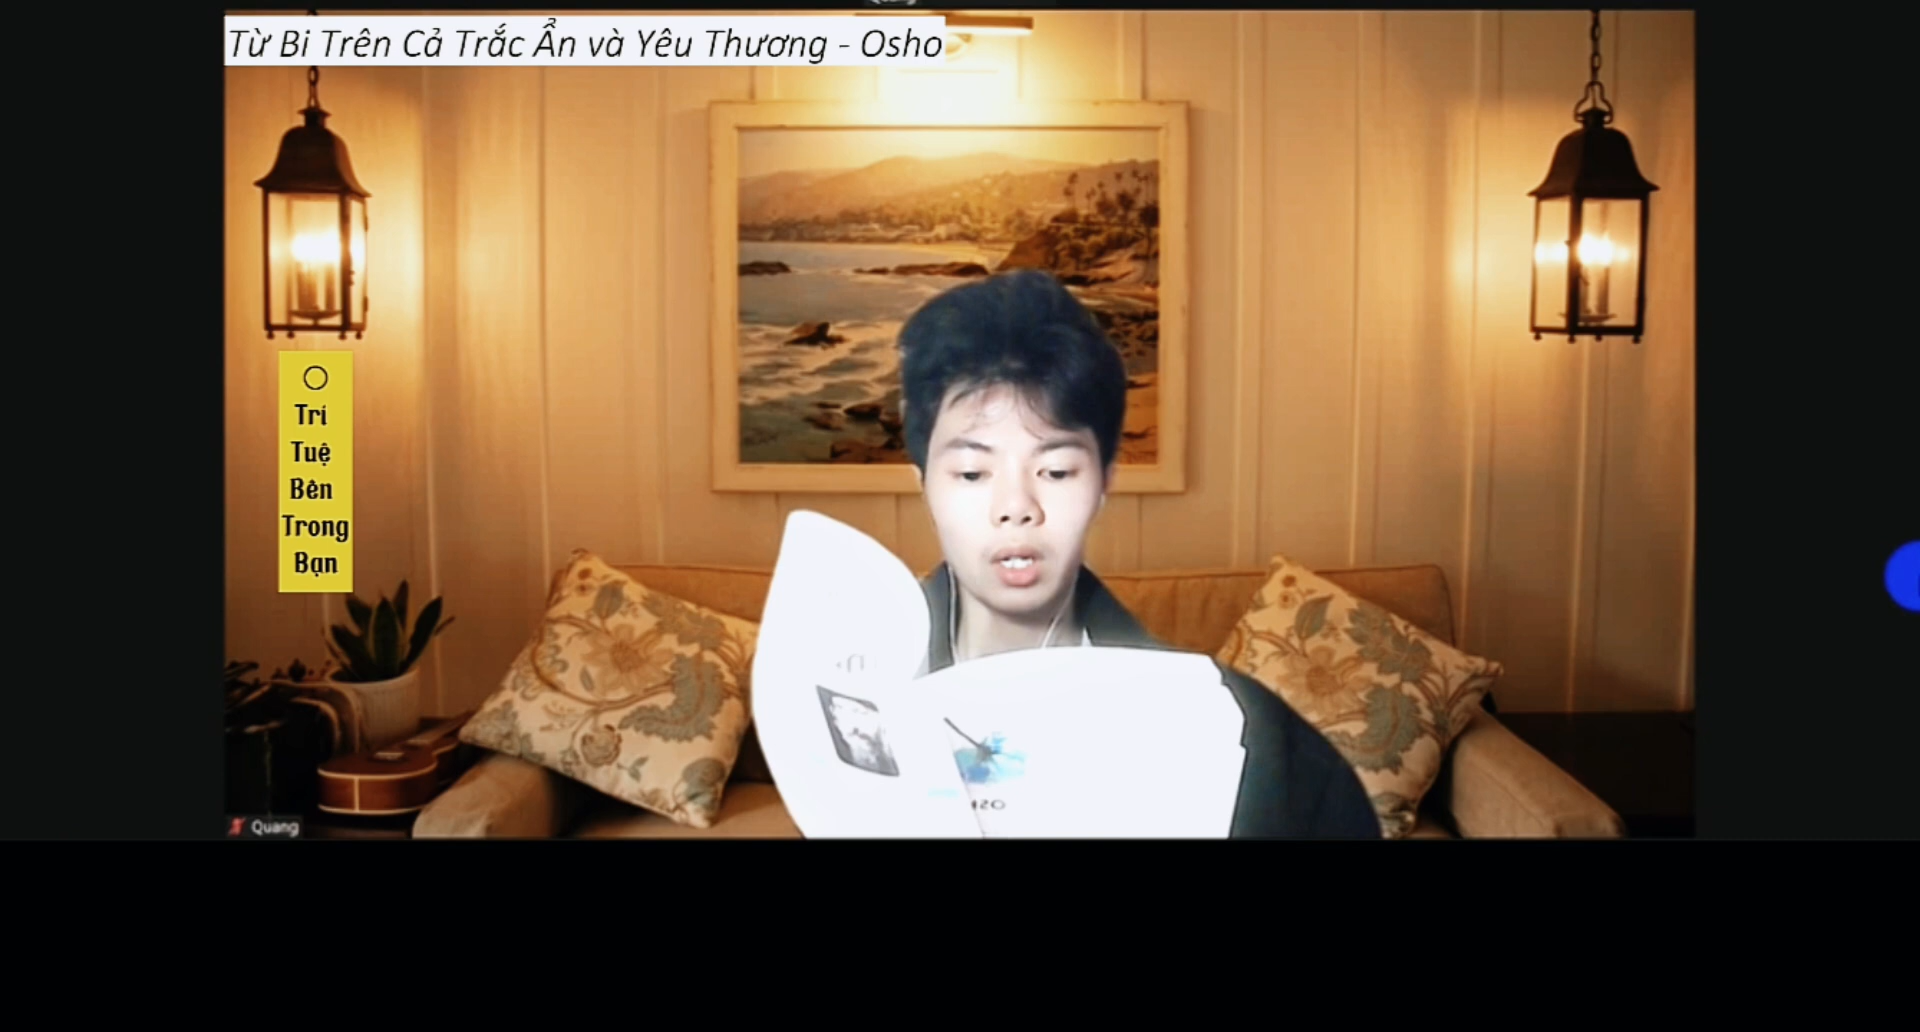 Từ Bi Trên Cả Trắc Ẩn và Yêu Thương - Osho
Trí
Tuệ
Bên
Trong
Bạn
Quang